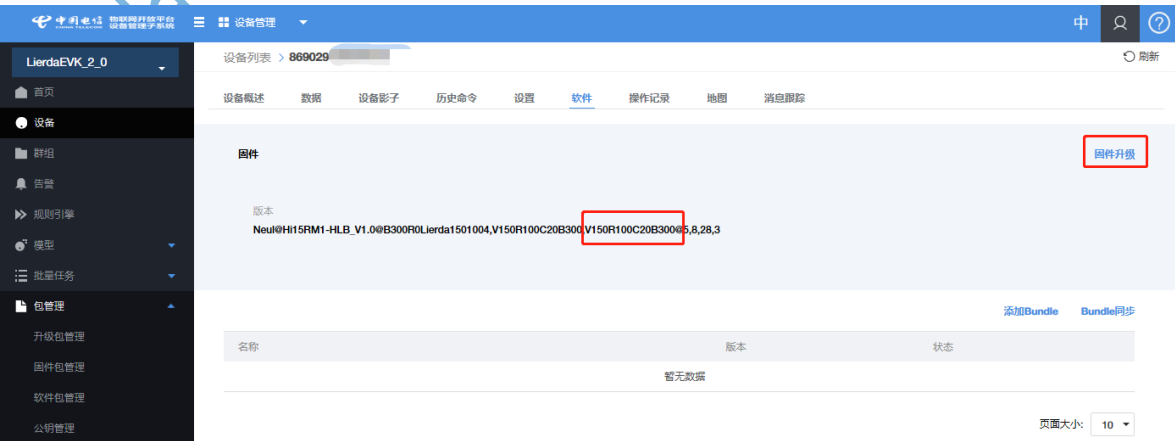 中国电信 物联网开放平台
CHINA TELECOM 设备管理子系统
设备管理
中
LierdaEVK_2_0
设备列表 > 869029
刷新
首页
设备概述 数据 设备影子 历史命令 设置 软件 操作记录 地图 消息跟踪
设备
群组
固件
固件升级
告警
规则引擎
版本
Neul@Hi15RM1-HLB_V1.0@B300R0Lierda1501004,V150R100C20B300,V150R100C20B300@5,8,28,3
模型
批量任务
包管理
添加Bundle Bundle同步
升级包管理
名称 版本 状态
固件包管理
暂无数据
软件包管理
公钥管理
页面大小: 10